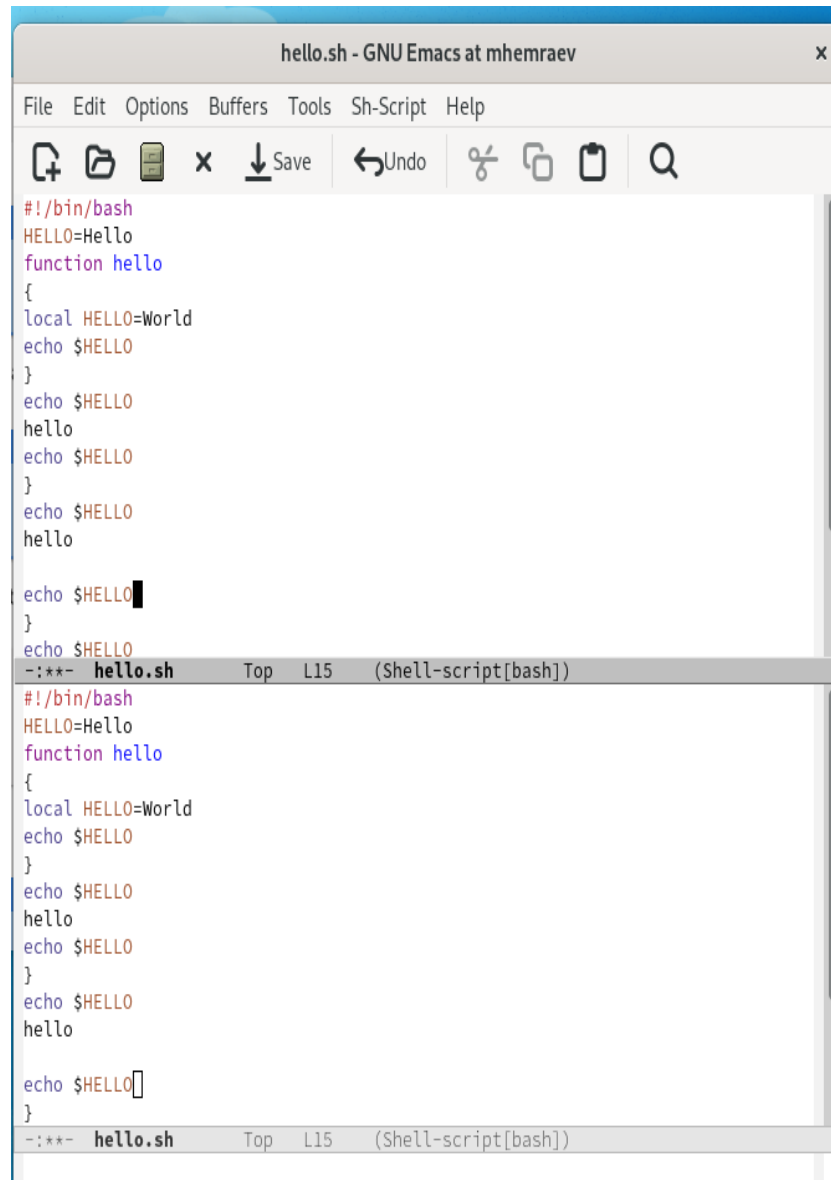 hello.sh - GNU Emacs at mhemraev
File Edit Options Buffers Tools Sh-Script Help
Save Undo
#!/bin/bash
HELLO=Hello
function hello
{
local HELLO=World
echo $HELLO
}
echo $HELLO
hello
echo $HELLO
}
echo $HELLO
hello
echo $HELLO
}
echo $HELLO
-:**- hello.sh Top L15 (Shell-script[bash])
#!/bin/bash
HELLO=Hello
function hello
{
local HELLO=World
echo $HELLO
}
echo $HELLO
hello
echo $HELLO
}
echo $HELLO
hello
echo $HELLO
}
-:**- hello.sh Top L15 (Shell-script[bash])